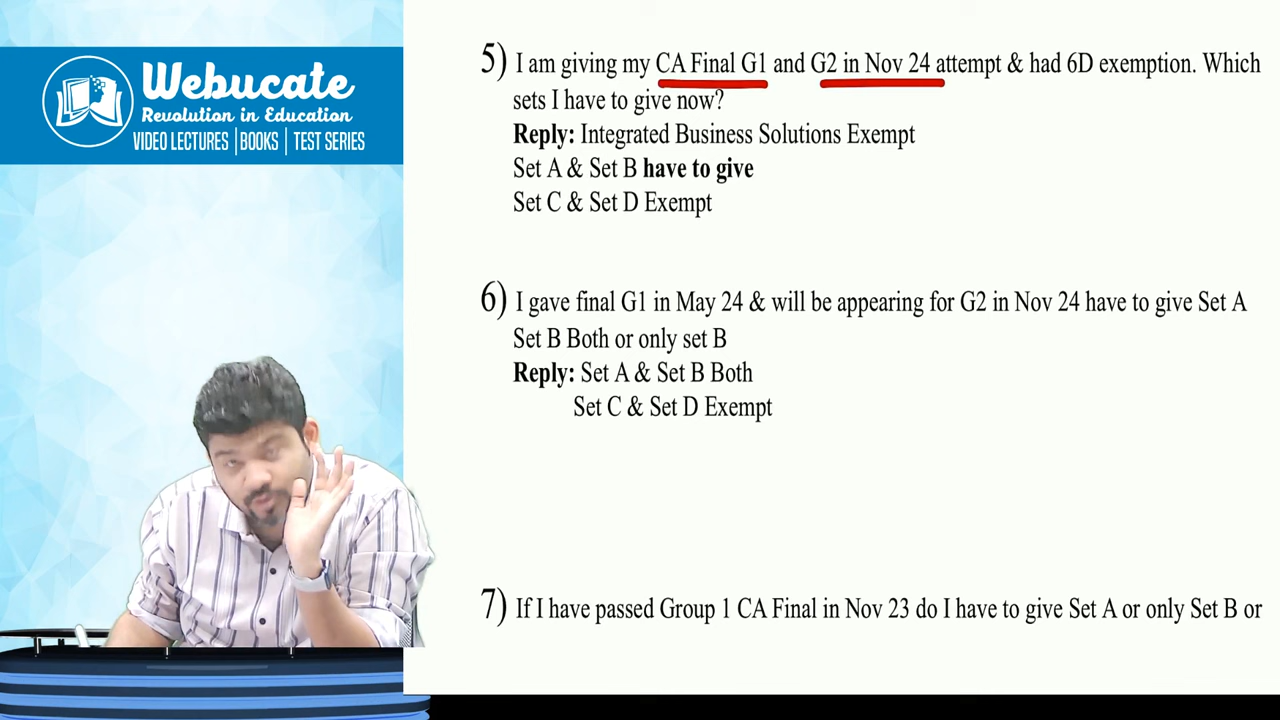 Webucate
Revolution in Education
VIDEO LECTURES | BOOKS | TEST SERIES
5) I am giving my CA Final G1 and G2 in Nov 24 attempt & had 6D exemption. Which
sets I have to give now?
Reply: Integrated Business Solutions Exempt
Set A & Set B have to give
Set C & Set D Exempt
6) I gave final G1 in May 24 & will be appearing for G2 in Nov 24 have to give Set A
Set B Both or only set B
Reply: Set A & Set B Both
Set C & Set D Exempt
7) If I have passed Group 1 CA Final in Nov 23 do I have to give Set A or only Set B or